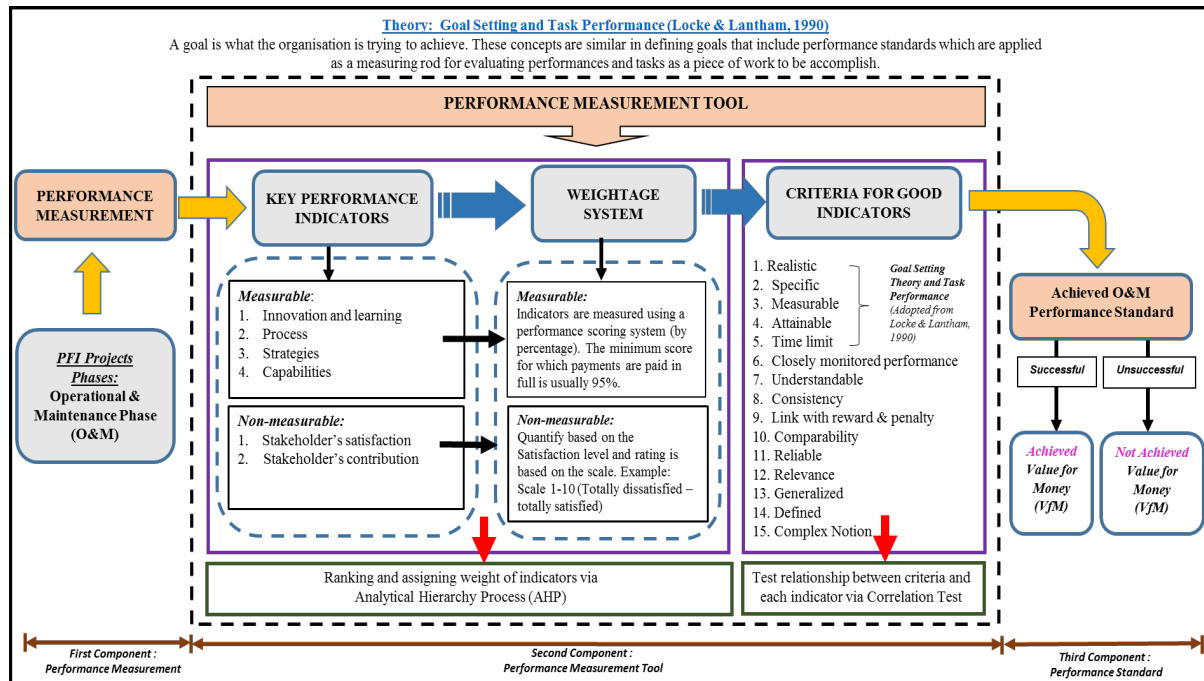 Theory:  Goal Setting and Task Performance (Locke & Lantham, 1990)
A goal is what the organisation is trying to achieve. These concepts are similar in defining goals that include performance standards which are applied
as a measuring rod for evaluating performances and tasks as a piece of work to be accomplish.
PERFORMANCE MEASUREMENT TOOL
PERFORMANCE
MEASUREMENT
PFI Projects
Phases:
Operational &
Maintenance Phase
(O&M)
KEY PERFORMANCE
INDICATORS
WEIGHTAGE
SYSTEM
CRITERIA FOR GOOD
INDICATORS
Measurable:
1. Innovation and learning
2. Process
3. Strategies
4. Capabilities
Non-measurable:
1. Stakeholder's satisfaction
2. Stakeholder's contribution
Measurable:
Indicators are measured using a
performance scoring system (by
percentage). The minimum score
for which payments are paid in
full is usually 95%.
Non-measurable:
Quantify based on the
Satisfaction level and rating is
based on the scale. Example:
Scale 1-10 (Totally dissatisfied –
totally satisfied)
1. Realistic
2. Specific
3. Measurable
4. Attainable
5. Time limit
6. Closely monitored performance
7. Understandable
8. Consistency
9. Link with reward & penalty
10. Comparability
11. Reliable
12. Relevance
13. Generalized
14. Defined
15. Complex Notion
Goal Setting
Theory and Task
Performance
(Adopted from
Locke & Lantham,
1990)
Achieved O&M
Performance Standard
Successful
Unsuccessful
Achieved
Value for
Money
(VfM)
Not Achieved
Value for
Money
(VfM)
Ranking and assigning weight of indicators via
Analytical Hierarchy Process (AHP)
Test relationship between criteria and
each indicator via Correlation Test
First Component :
Performance Measurement
Second Component :
Performance Measurement Tool
Third Component :
Performance Standard